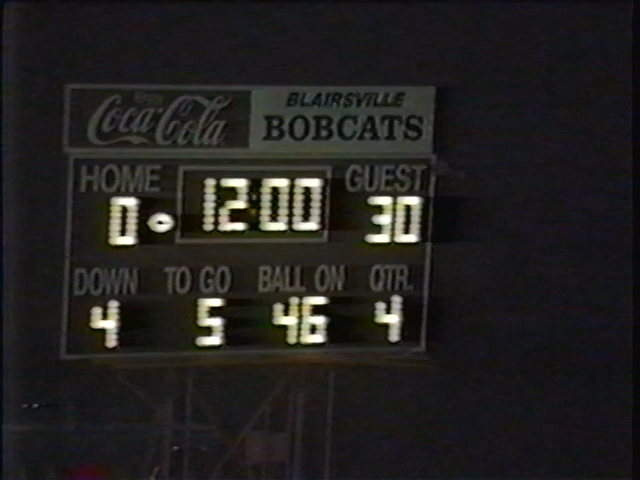 Coca-Cola
BLAIRSVILLE
BOBCATS
HOME 12:00 GUEST
0 30
DOWN TO GO BALL ON QTR.
4 5 46 4